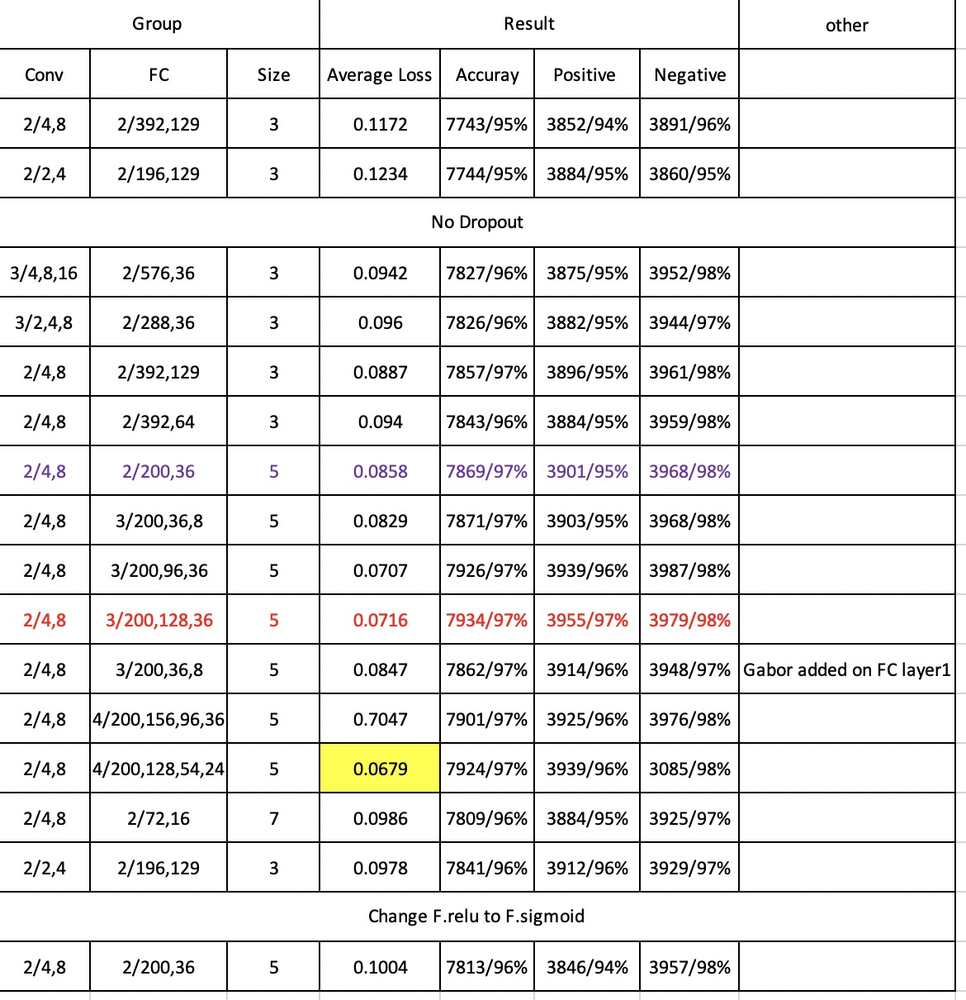 Group Result other
Conv FC Size Average Loss Accuray Positive Negative
2/4,8 2/392,129 3 0.1172 7743/95% 3852/94% 3891/96%
2/2,4 2/196,129 3 0.1234 7744/95% 3884/95% 3860/95%
No Dropout
3/4,8,16 2/576,36 3 0.0942 7827/96% 3875/95% 3952/98%
3/2,4,8 2/288,36 3 0.096 7826/96% 3882/95% 3944/97%
2/4,8 2/392,129 3 0.0887 7857/97% 3896/95% 3961/98%
2/4,8 2/392,64 3 0.094 7843/96% 3884/95% 3959/98%
2/4,8 2/200,36 5 0.0858 7869/97% 3901/95% 3968/98%
2/4,8 3/200,36,8 5 0.0829 7871/97% 3903/95% 3968/98%
2/4,8 3/200,96,36 5 0.0707 7926/97% 3939/96% 3987/98%
2/4,8 3/200,128,36 5 0.0716 7934/97% 3955/97% 3979/98%
2/4,8 3/200,36,8 5 0.0847 7862/97% 3914/96% 3948/97% Gabor added on FC layer1
2/4,8 4/200,156,96,36 5 0.7047 7901/97% 3925/96% 3976/98%
2/4,8 4/200,128,54,24 5 0.0679 7924/97% 3939/96% 3085/98%
2/4,8 2/72,16 7 0.0986 7809/96% 3884/95% 3925/97%
2/2,4 2/196,129 3 0.0978 7841/96% 3912/96% 3929/97%
Change F.relu to F.sigmoid
2/4,8 2/200,36 5 0.1004 7813/96% 3846/94% 3957/98%